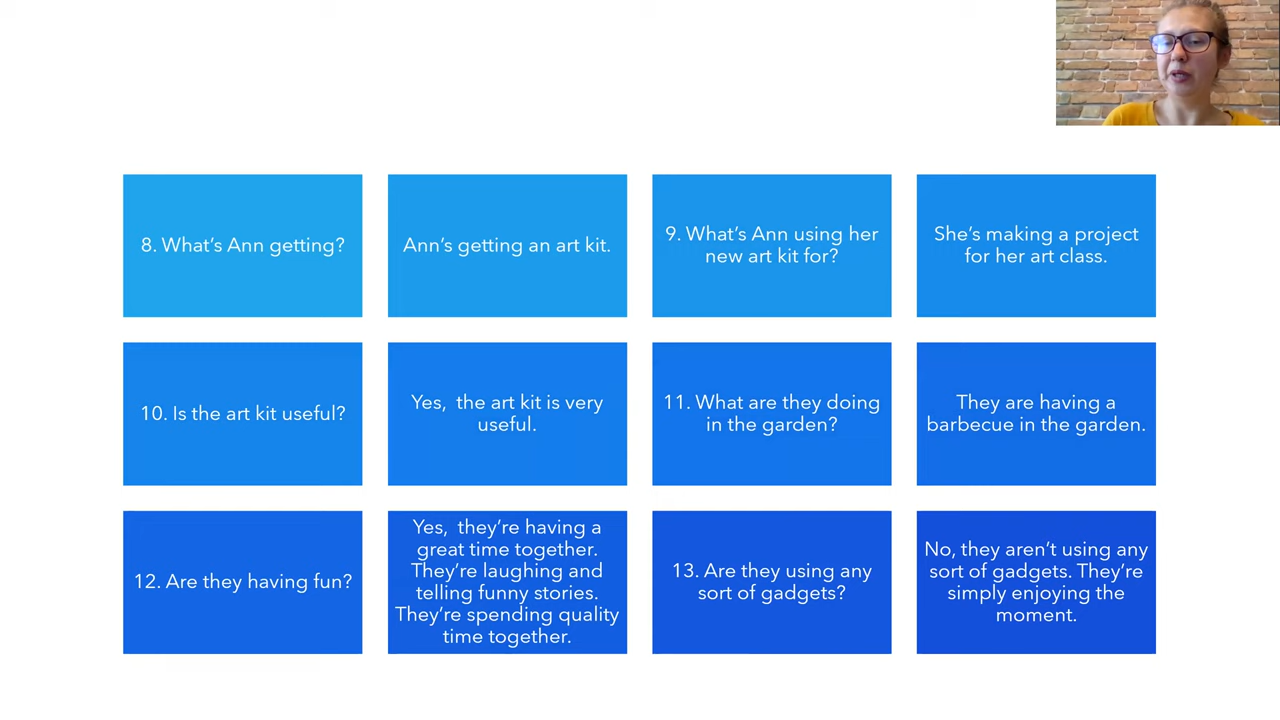 8. What's Ann getting?
Ann's getting an art kit.
9. What's Ann using her
new art kit for?
She's making a project
for her art class.
10. Is the art kit useful?
Yes,  the art kit is very
useful.
11. What are they doing
in the garden?
They are having a
barbecue in the garden.
12. Are they having fun?
Yes,  they're having a
great time together.
They're laughing and
telling funny stories.
They're spending quality
time together.
13. Are they using any
sort of gadgets?
No, they aren't using any
sort of gadgets. They're
simply enjoying the
moment.